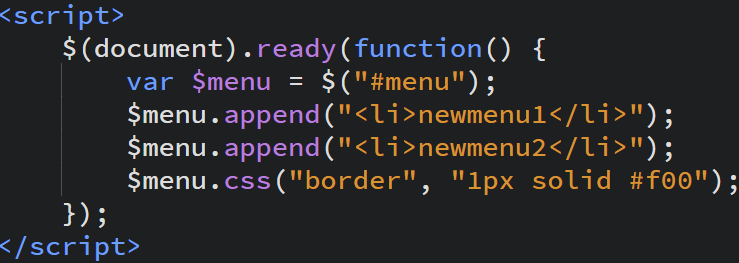 <script>
    $(document).ready(function() {
        var $menu = $("#menu");
        $menu.append("<li>newmenu1</li>");
        $menu.append("<li>newmenu2</li>");
        $menu.css("border", "1px solid #f00");
    });
</script>